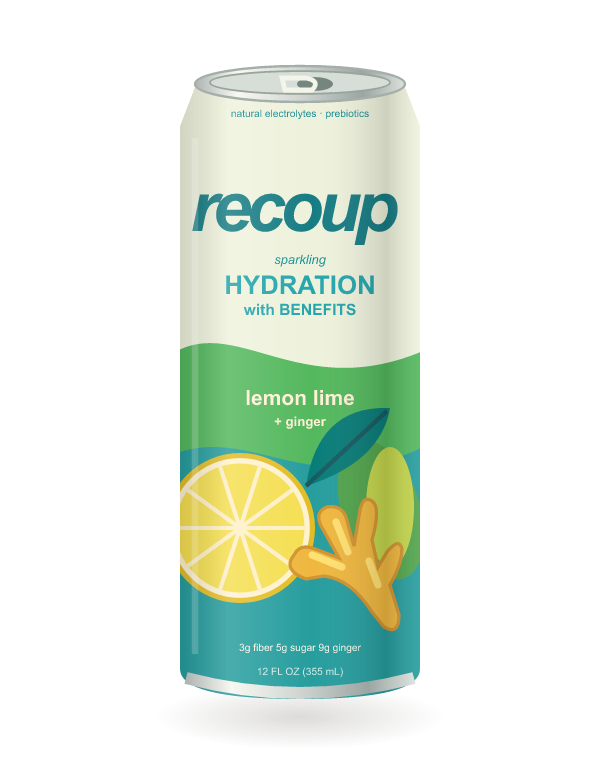 natural electrolytes · prebiotics
recoup
sparkling
HYDRATION
with BENEFITS
lemon lime
+ ginger
3g fiber 5g sugar 9g ginger
12 FL OZ (355 mL)